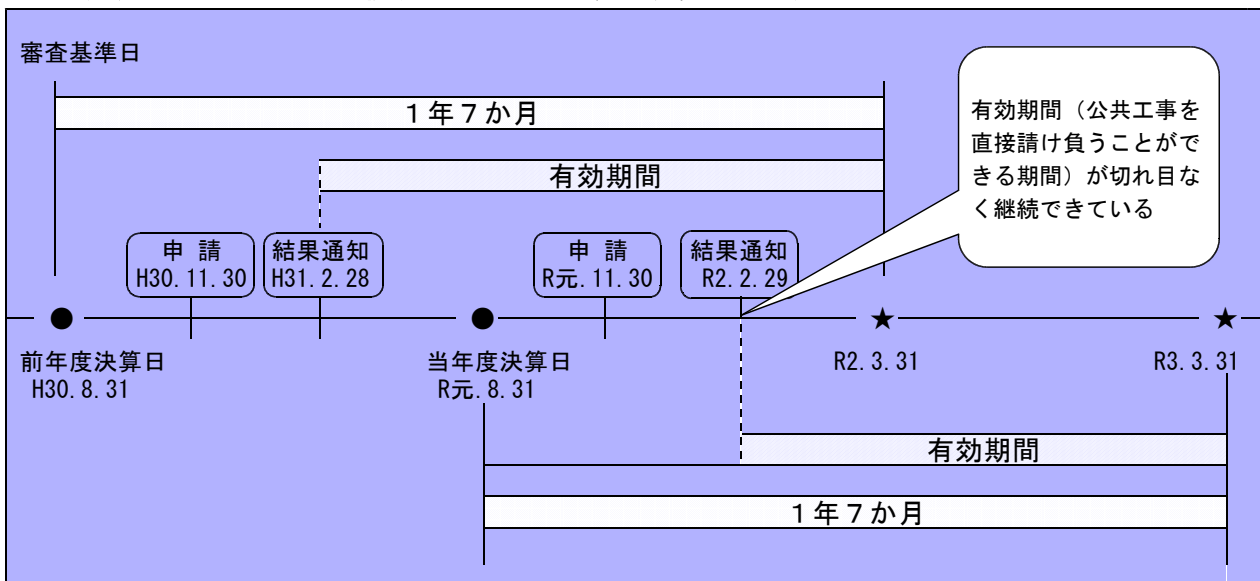 審査基準日
1年7か月
有効期間(公共工事を
直接請け負うことがで
きる期間)が切れ目な
く継続できている
有効期間
申 請
H30.11.30
結果通知
H31.2.28
申 請
R元.11.30
結果通知
R2.2.29
前年度決算日
H30.8.31
当年度決算日
R元.8.31
R2.3.31
R3.3.31
有効期間
1年7か月